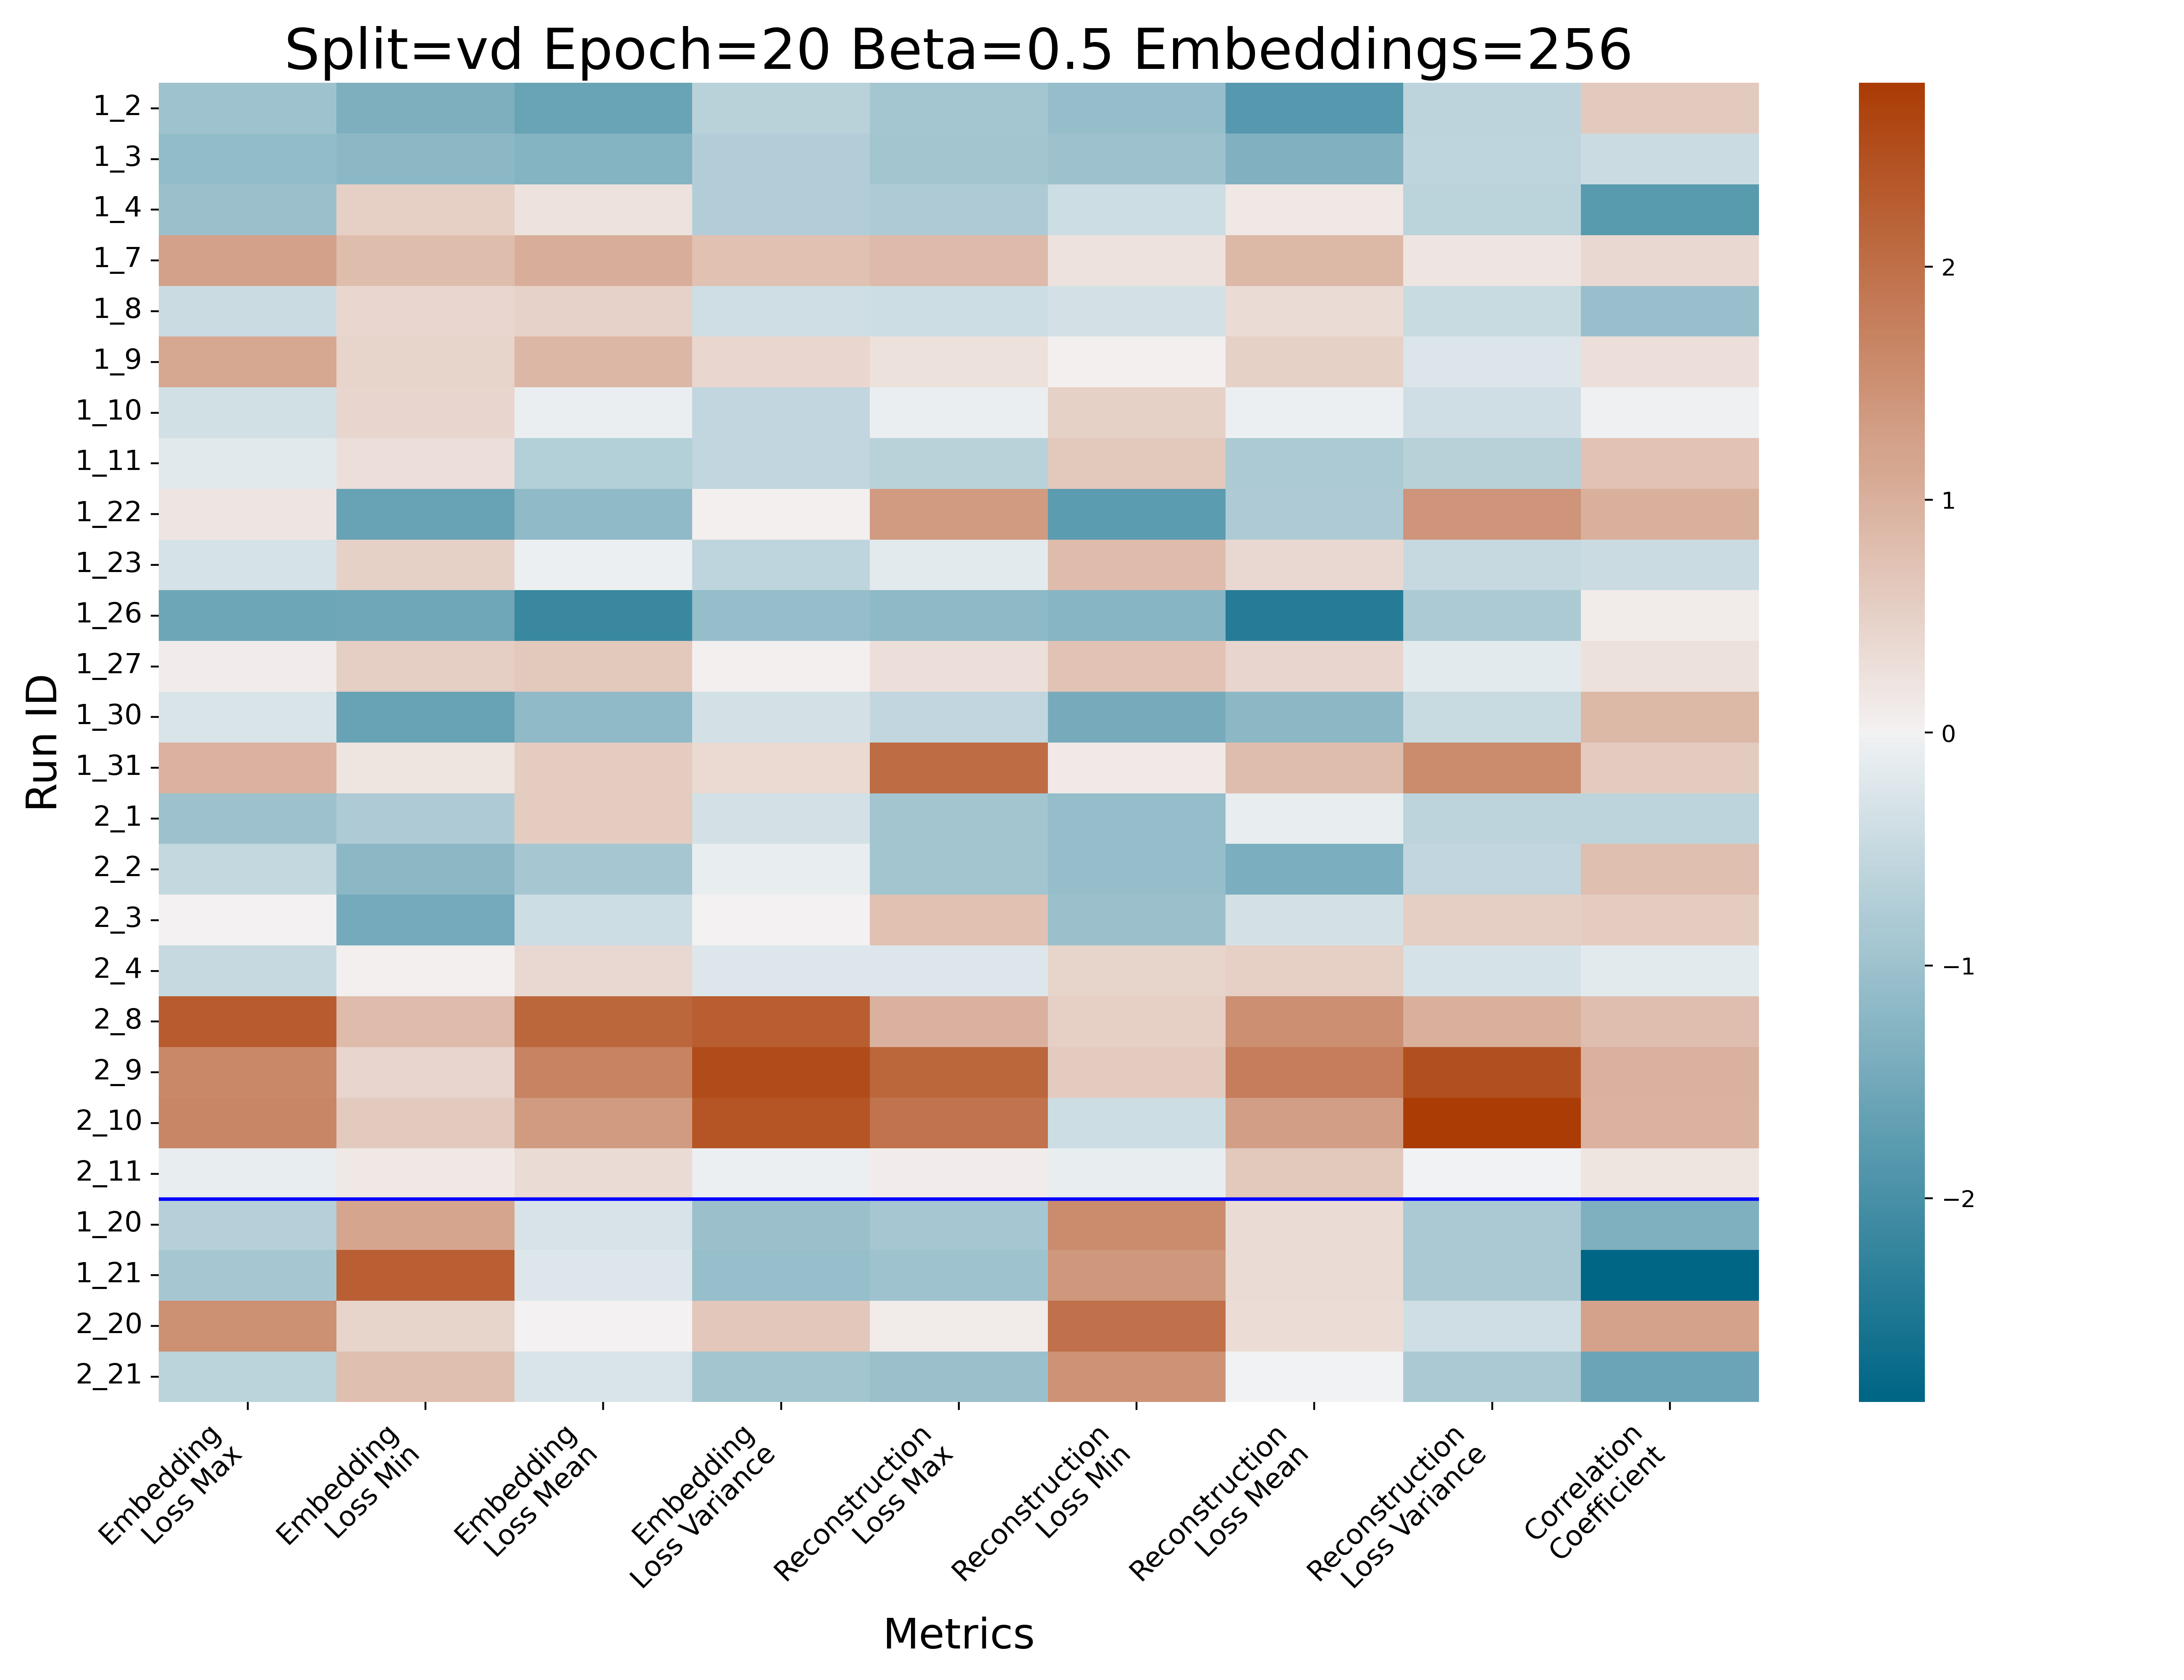 Split=vd Epoch=20 Beta=0.5 Embeddings=256
Run ID
1_2
1_3
1_4
1_7
1_8
1_9
1_10
1_11
1_22
1_23
1_26
1_27
1_30
1_31
2_1
2_2
2_3
2_4
2_8
2_9
2_10
2_11
1_20
1_21
2_20
2_21
Embedding
Loss Max
Embedding
Loss Min
Embedding
Loss Mean
Embedding
Loss Variance
Reconstruction
Loss Max
Reconstruction
Loss Min
Reconstruction
Loss Mean
Reconstruction
Loss Variance
Correlation
Coefficient
Metrics
2
1
0
−1
−2